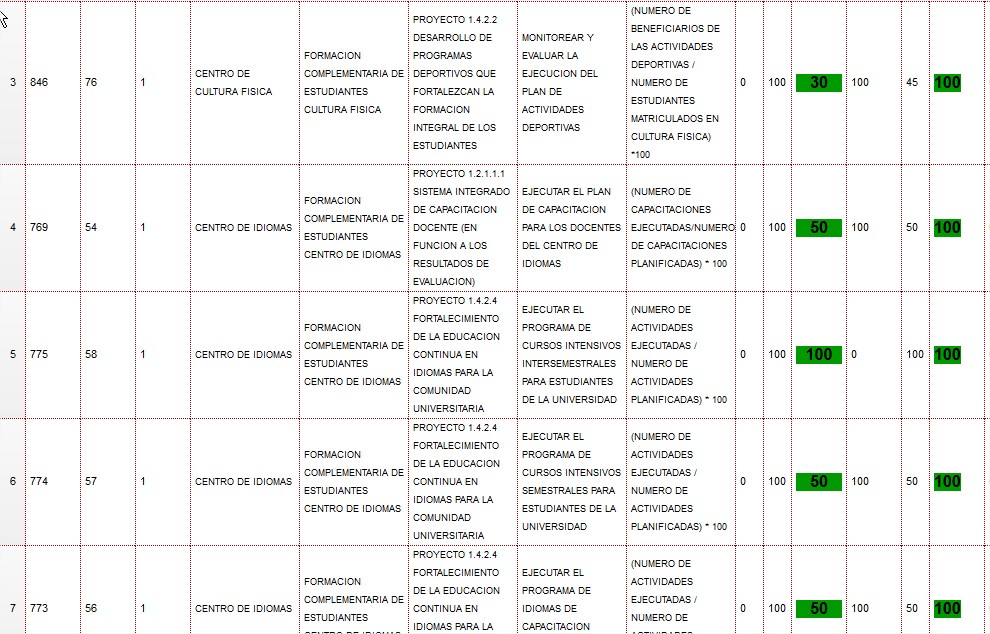 3
846
76
1
CENTRO DE
CULTURA FISICA
FORMACION
COMPLEMENTARIA DE
ESTUDIANTES
CULTURA FISICA
PROYECTO 1.4.2.2
DESARROLLO DE
PROGRAMAS
DEPORTIVOS QUE
FORTALEZCAN LA
FORMACION
INTEGRAL DE LOS
ESTUDIANTES
MONITOREAR Y
EVALUAR LA
EJECUCION DEL
PLAN DE
ACTIVIDADES
DEPORTIVAS
(NUMERO DE
BENEFICIARIOS DE
LAS ACTIVIDADES
DEPORTIVAS /
NUMERO DE
ESTUDIANTES
MATRICULADOS EN
CULTURA FISICA)
*100
0
100
30
100
45
100
4
769
54
1
CENTRO DE IDIOMAS
FORMACION
COMPLEMENTARIA DE
ESTUDIANTES
CENTRO DE IDIOMAS
PROYECTO 1.2.1.1.1
SISTEMA INTEGRADO
DE CAPACITACION
DOCENTE (EN
FUNCION A LOS
RESULTADOS DE
EVALUACION)
EJECUTAR EL PLAN
DE CAPACITACION
PARA LOS DOCENTES
DEL CENTRO DE
IDIOMAS
(NUMERO DE
CAPACITACIONES
EJECUTADAS/NUMERO
DE CAPACITACIONES
PLANIFICADAS) * 100
0
100
50
100
50
100
5
775
58
1
CENTRO DE IDIOMAS
FORMACION
COMPLEMENTARIA DE
ESTUDIANTES
CENTRO DE IDIOMAS
PROYECTO 1.4.2.4
FORTALECIMIENTO
DE LA EDUCACION
CONTINUA EN
IDIOMAS PARA LA
COMUNIDAD
UNIVERSITARIA
EJECUTAR EL
PROGRAMA DE
CURSOS INTENSIVOS
INTERSEMESTRALES
PARA ESTUDIANTES
DE LA UNIVERSIDAD
(NUMERO DE
ACTIVIDADES
EJECUTADAS /
NUMERO DE
ACTIVIDADES
PLANIFICADAS) * 100
0
100
100
0
100
100
6
774
57
1
CENTRO DE IDIOMAS
FORMACION
COMPLEMENTARIA DE
ESTUDIANTES
CENTRO DE IDIOMAS
PROYECTO 1.4.2.4
FORTALECIMIENTO
DE LA EDUCACION
CONTINUA EN
IDIOMAS PARA LA
COMUNIDAD
UNIVERSITARIA
EJECUTAR EL
PROGRAMA DE
CURSOS INTENSIVOS
SEMESTRALES PARA
ESTUDIANTES DE LA
UNIVERSIDAD
(NUMERO DE
ACTIVIDADES
EJECUTADAS /
NUMERO DE
ACTIVIDADES
PLANIFICADAS) * 100
0
100
50
100
50
100
7
773
56
1
CENTRO DE IDIOMAS
FORMACION
COMPLEMENTARIA DE
ESTUDIANTES
CENTRO DE IDIOMAS
PROYECTO 1.4.2.4
FORTALECIMIENTO
DE LA EDUCACION
CONTINUA EN
IDIOMAS PARA LA
EJECUTAR EL
PROGRAMA DE
IDIOMAS DE
CAPACITACION
(NUMERO DE
ACTIVIDADES
EJECUTADAS /
NUMERO DE
ACTIVIDADES
0
100
50
100
50
100